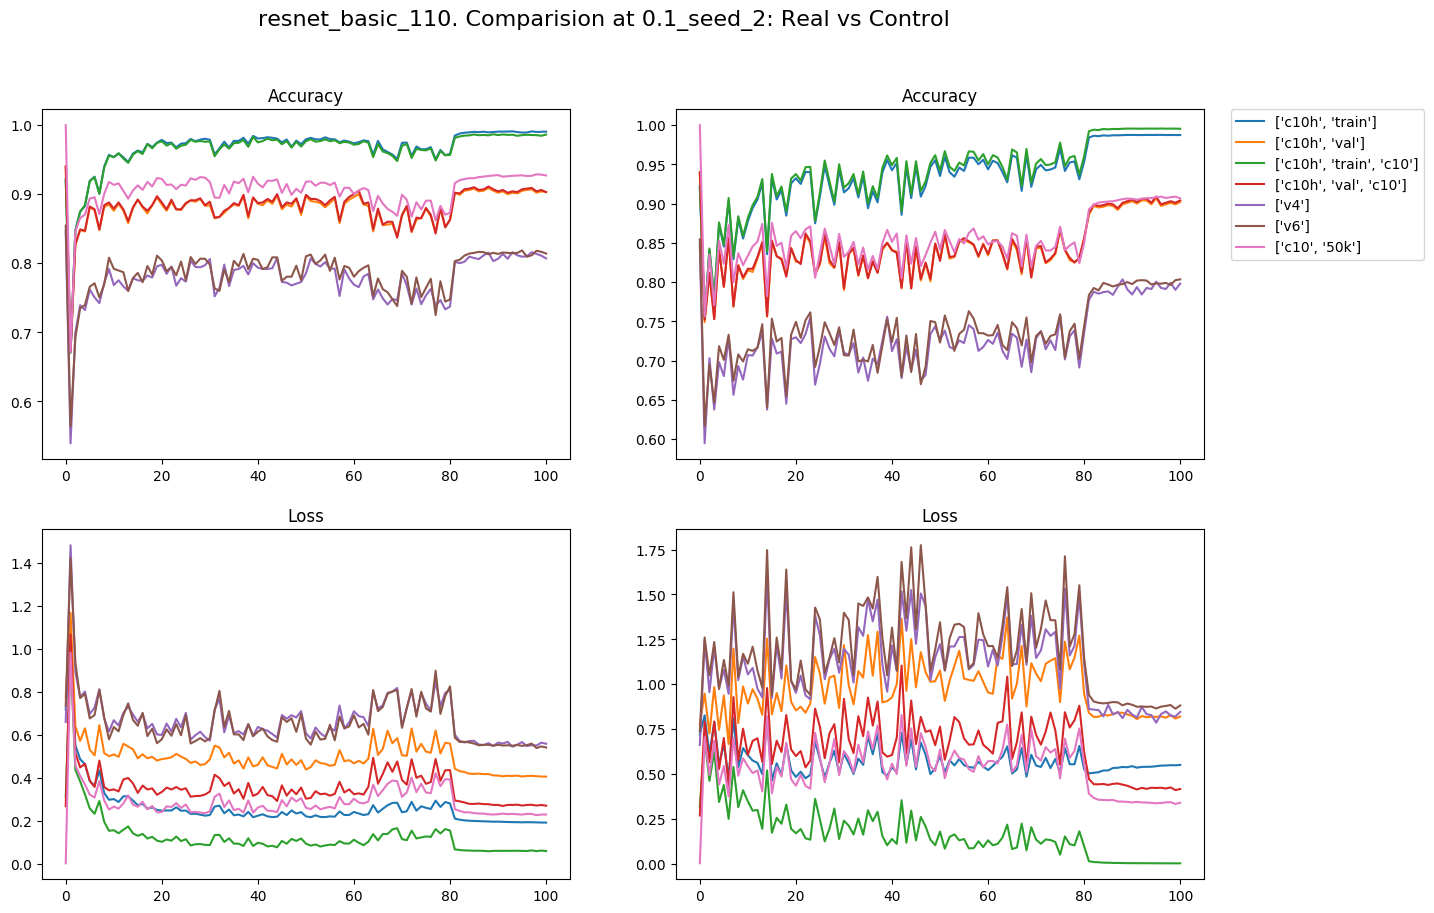 resnet_basic_110. Comparision at 0.1_seed_2: Real vs Control
Accuracy
1.0
0.9
0.8
0.7
0.6
0 20 40 60 80 100
Accuracy
1.00
0.95
0.90
0.85
0.80
0.75
0.70
0.65
0.60
0 20 40 60 80 100
['c10h', 'train']
['c10h', 'val']
['c10h', 'train', 'c10']
['c10h', 'val', 'c10']
['v4']
['v6']
['c10', '50k']
Loss
1.4
1.2
1.0
0.8
0.6
0.4
0.2
0.0
0 20 40 60 80 100
Loss
1.75
1.50
1.25
1.00
0.75
0.50
0.25
0.00
0 20 40 60 80 100